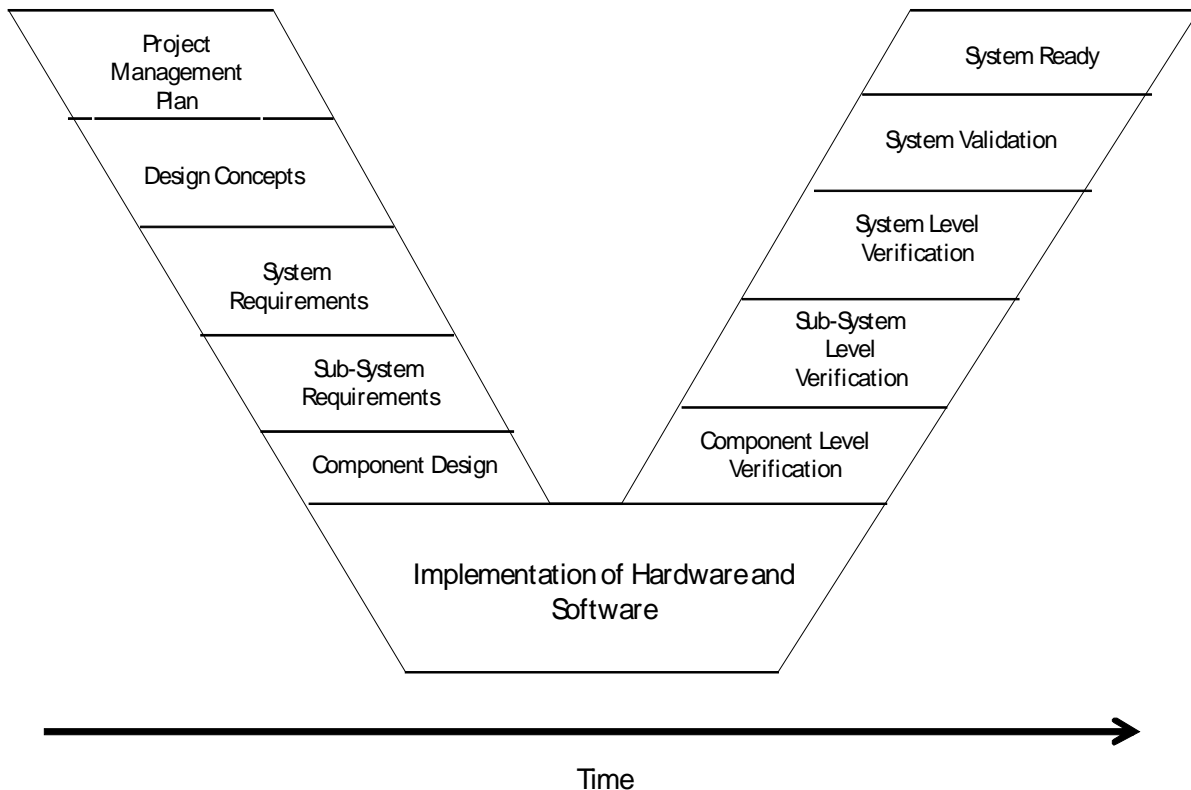 Project
Management
Plan
Design Concepts
System
Requirements
Sub-System
Requirements
Component Design
Implementation of Hardware and
Software
Component Level
Verification
Sub-System
Level
Verification
System Level
Verification
System Validation
System Ready
Time